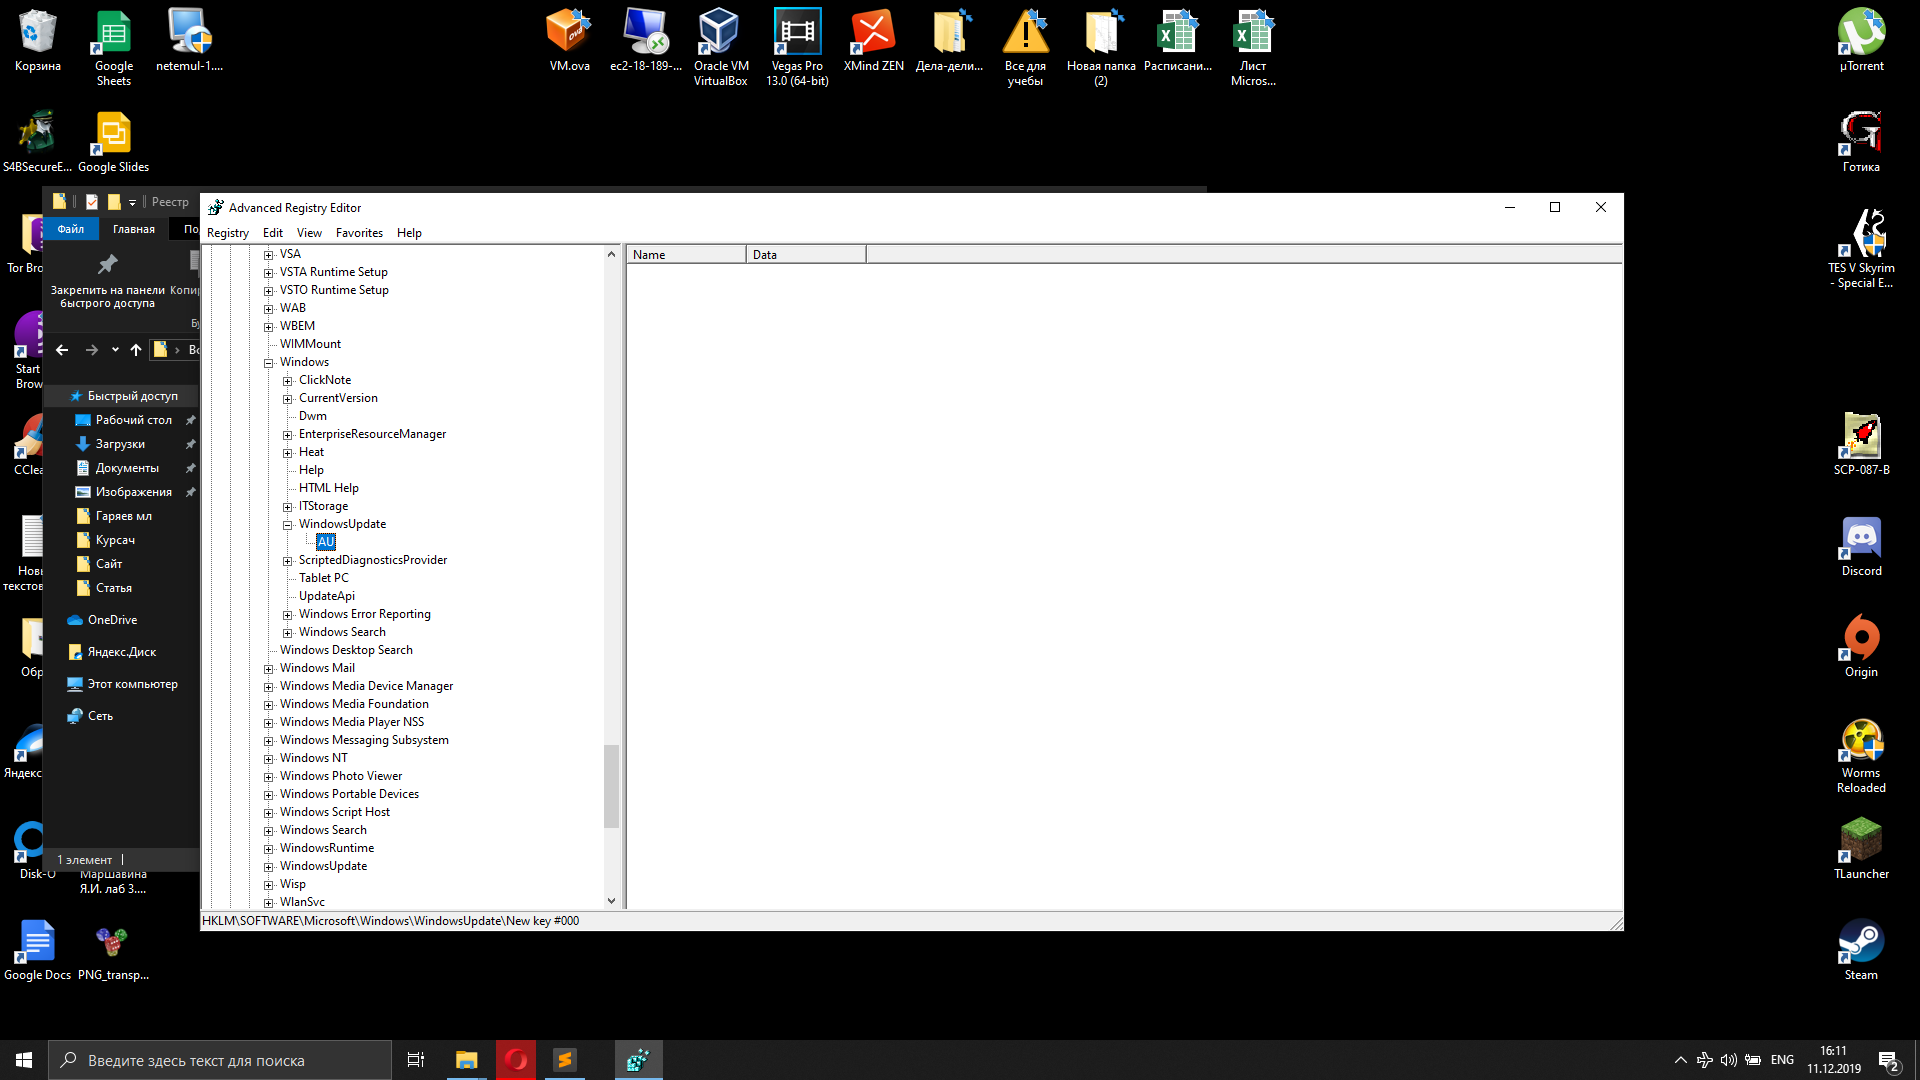 Корзина
Google Sheets
netemul-1....
VM.ova
ec2-18-189-...
Oracle VM VirtualBox
Vegas Pro 13.0 (64-bit)
XMind ZEN
Дела-дели...
Все для учебы
Новая папка (2)
Расписани...
Лист Micros...
µTorrent
S4BSecureE...
Google Slides
Готика
Реестр
Файл
Главная
По
Закрепить на панели быстрого доступа
Копир
Бу
Вс
Быстрый доступ
Рабочий стол
Загрузки
Документы
Изображения
Гаряев мл
Курсач
Сайт
Статья
OneDrive
Яндекс.Диск
Этот компьютер
Сеть
1 элемент
Tor Bro
Start
Brow
CClea
Нов
текстов
Обр
Яндекс
Disk-O
Маршавина
Я.И. лаб 3....
Google Docs
PNG_transp...
Advanced Registry Editor
Registry Edit View Favorites Help
VSA
VSTA Runtime Setup
VSTO Runtime Setup
WAB
WBEM
WIMMount
Windows
ClickNote
CurrentVersion
Dwm
EnterpriseResourceManager
Heat
Help
HTML Help
ITStorage
WindowsUpdate
AU
ScriptedDiagnosticsProvider
Tablet PC
UpdateApi
Windows Error Reporting
Windows Search
Windows Desktop Search
Windows Mail
Windows Media Device Manager
Windows Media Foundation
Windows Media Player NSS
Windows Messaging Subsystem
Windows NT
Windows Photo Viewer
Windows Portable Devices
Windows Script Host
Windows Search
WindowsRuntime
WindowsUpdate
Wisp
WlanSvc
Name Data
HKLM\SOFTWARE\Microsoft\Windows\WindowsUpdate\New key #000
TES V Skyrim - Special E...
SCP-087-B
Discord
Origin
Worms Reloaded
TLauncher
Steam
Введите здесь текст для поиска
ENG
16:11
11.12.2019
2